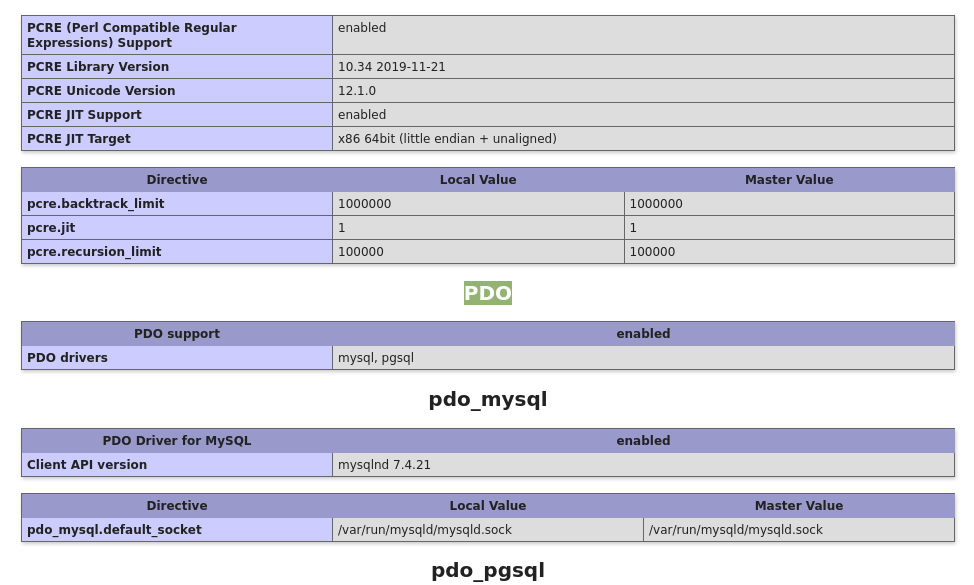 PCRE (Perl Compatible Regular
Expressions) Support enabled
PCRE Library Version 10.34 2019-11-21
PCRE Unicode Version 12.1.0
PCRE JIT Support enabled
PCRE JIT Target x86 64bit (little endian + unaligned)
Directive Local Value Master Value
pcre.backtrack_limit 1000000 1000000
pcre.jit 1 1
pcre.recursion_limit 100000 100000
PDO
PDO support enabled
PDO drivers mysql, pgsql
pdo_mysql
PDO Driver for MySQL enabled
Client API version mysqlnd 7.4.21
Directive Local Value Master Value
pdo_mysql.default_socket /var/run/mysqld/mysqld.sock /var/run/mysqld/mysqld.sock
pdo_pgsql